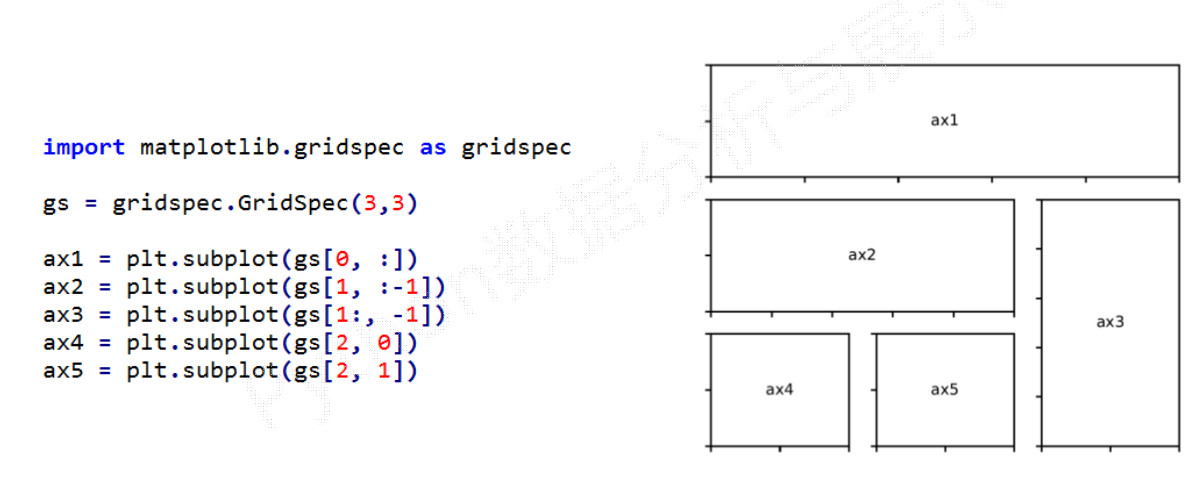 import matplotlib.gridspec as gridspec
gs = gridspec.GridSpec(3,3)
ax1 = plt.subplot(gs[0, :])
ax2 = plt.subplot(gs[1, :-1])
ax3 = plt.subplot(gs[1:, -1])
ax4 = plt.subplot(gs[2, 0])
ax5 = plt.subplot(gs[2, 1])
ax1
ax2
ax3
ax4
ax5
Python数据分析与展示